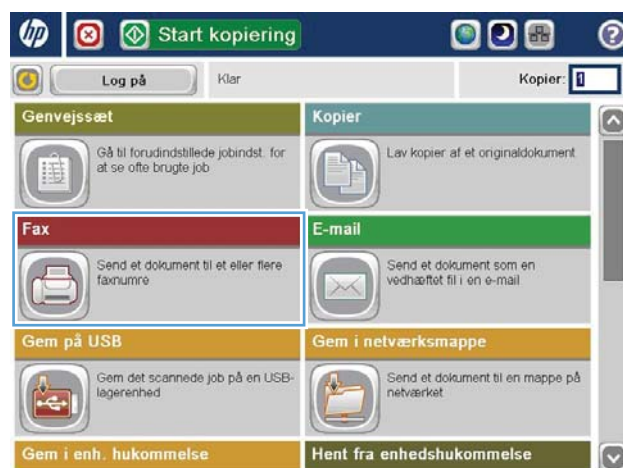 hp
Start kopiering
Log på
Klar
Kopier: 1
Genvejssæt
Kopier
Gå til forudindstillede jobindst. for
at se ofte brugte job
Lav kopier af et originaldokument
Fax
E-mail
Send et dokument til et eller flere
faxnumre
Send et dokument som en
vedhæftet fil i en e-mail
Gem på USB
Gem i netværksmappe
Gem det scannede job på en USB-
lagerenhed
Send et dokument til en mappe på
netværket
Gem i enh. hukommelse
Hent fra enhedshukommelse